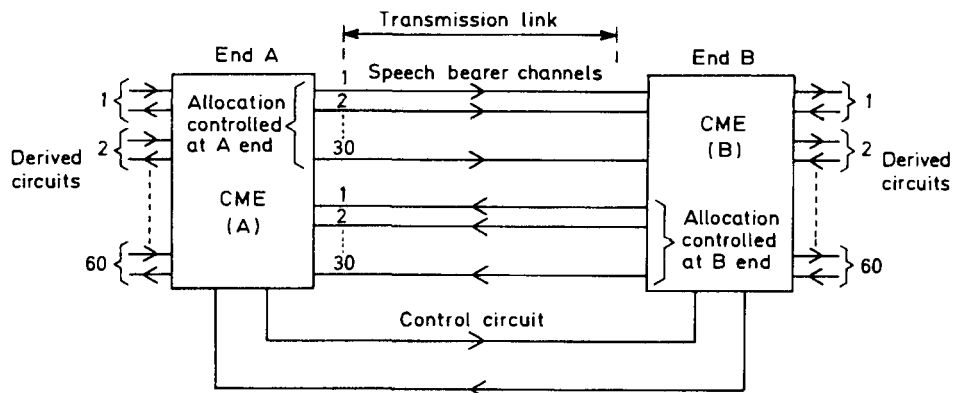 Transmission link
End A
End B
Speech bearer channels
1
2
30
1
2
30
1
2
60
Derived
circuits
Allocation
controlled
at A end
CME
(A)
CME
(B)
Allocation
controlled
at B end
1
2
60
Derived
circuits
Control circuit